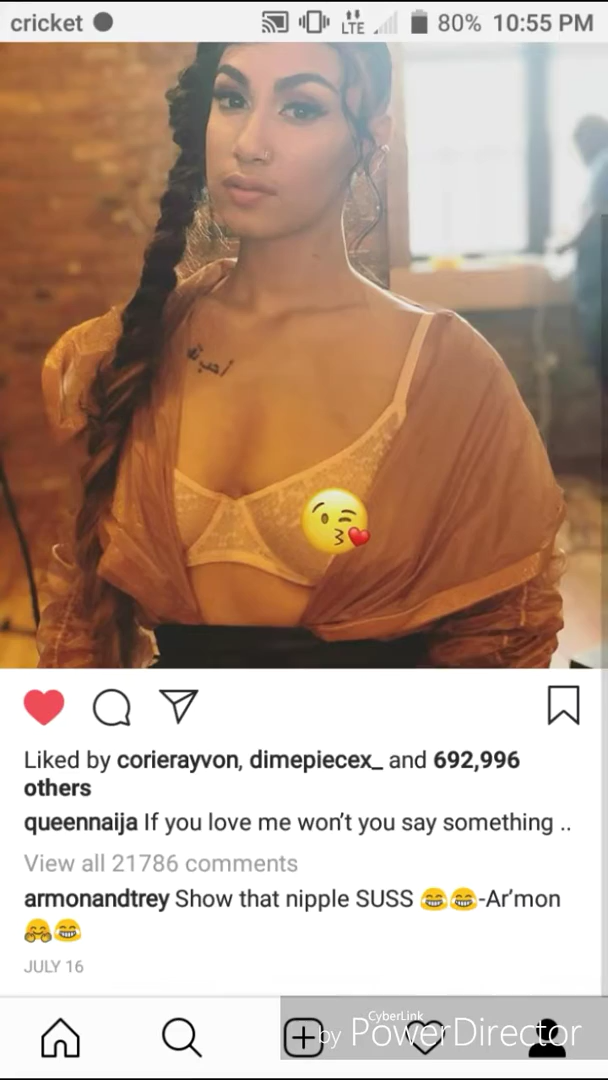 cricket LTE 80% 10:55 PM
Liked by corierayvon, dimepiecex_ and 692,996
others
queennaija If you love me won't you say something ..
View all 21786 comments
armonandtrey Show that nipple SUSS 😂😂-Ar'mon
🤗😂
JULY 16
CyberLink
by PowerDirector